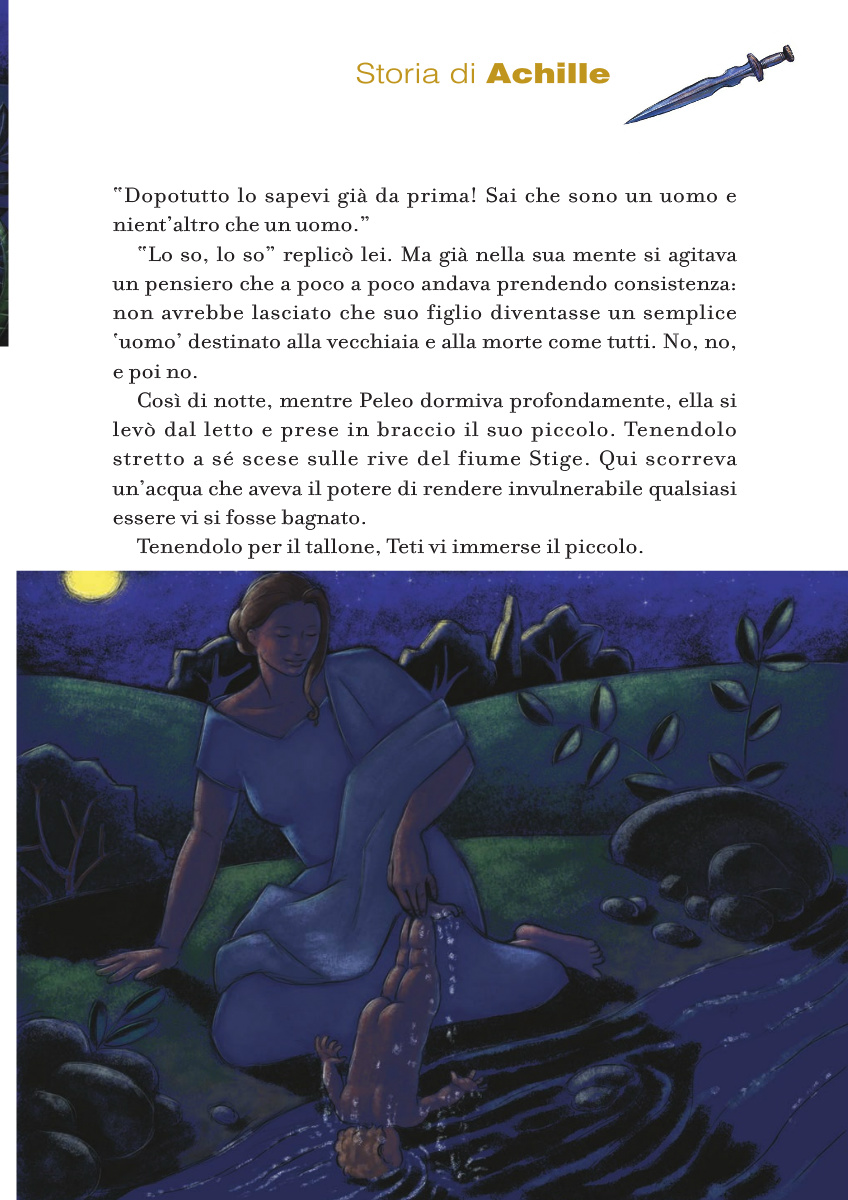 Storia di Achille
“Dopotutto lo sapevi già da prima! Sai che sono un uomo e
nient’altro che un uomo.”
“Lo so, lo so” replicò lei. Ma già nella sua mente si agitava
un pensiero che a poco a poco andava prendendo consistenza:
non avrebbe lasciato che suo figlio diventasse un semplice
‘uomo’ destinato alla vecchiaia e alla morte come tutti. No, no,
e poi no.
Così di notte, mentre Peleo dormiva profondamente, ella si
levò dal letto e prese in braccio il suo piccolo. Tenendolo
stretto a sé scese sulle rive del fiume Stige. Qui scorreva
un’acqua che aveva il potere di rendere invulnerabile qualsiasi
essere vi si fosse bagnato.
Tenendolo per il tallone, Teti vi immerse il piccolo.